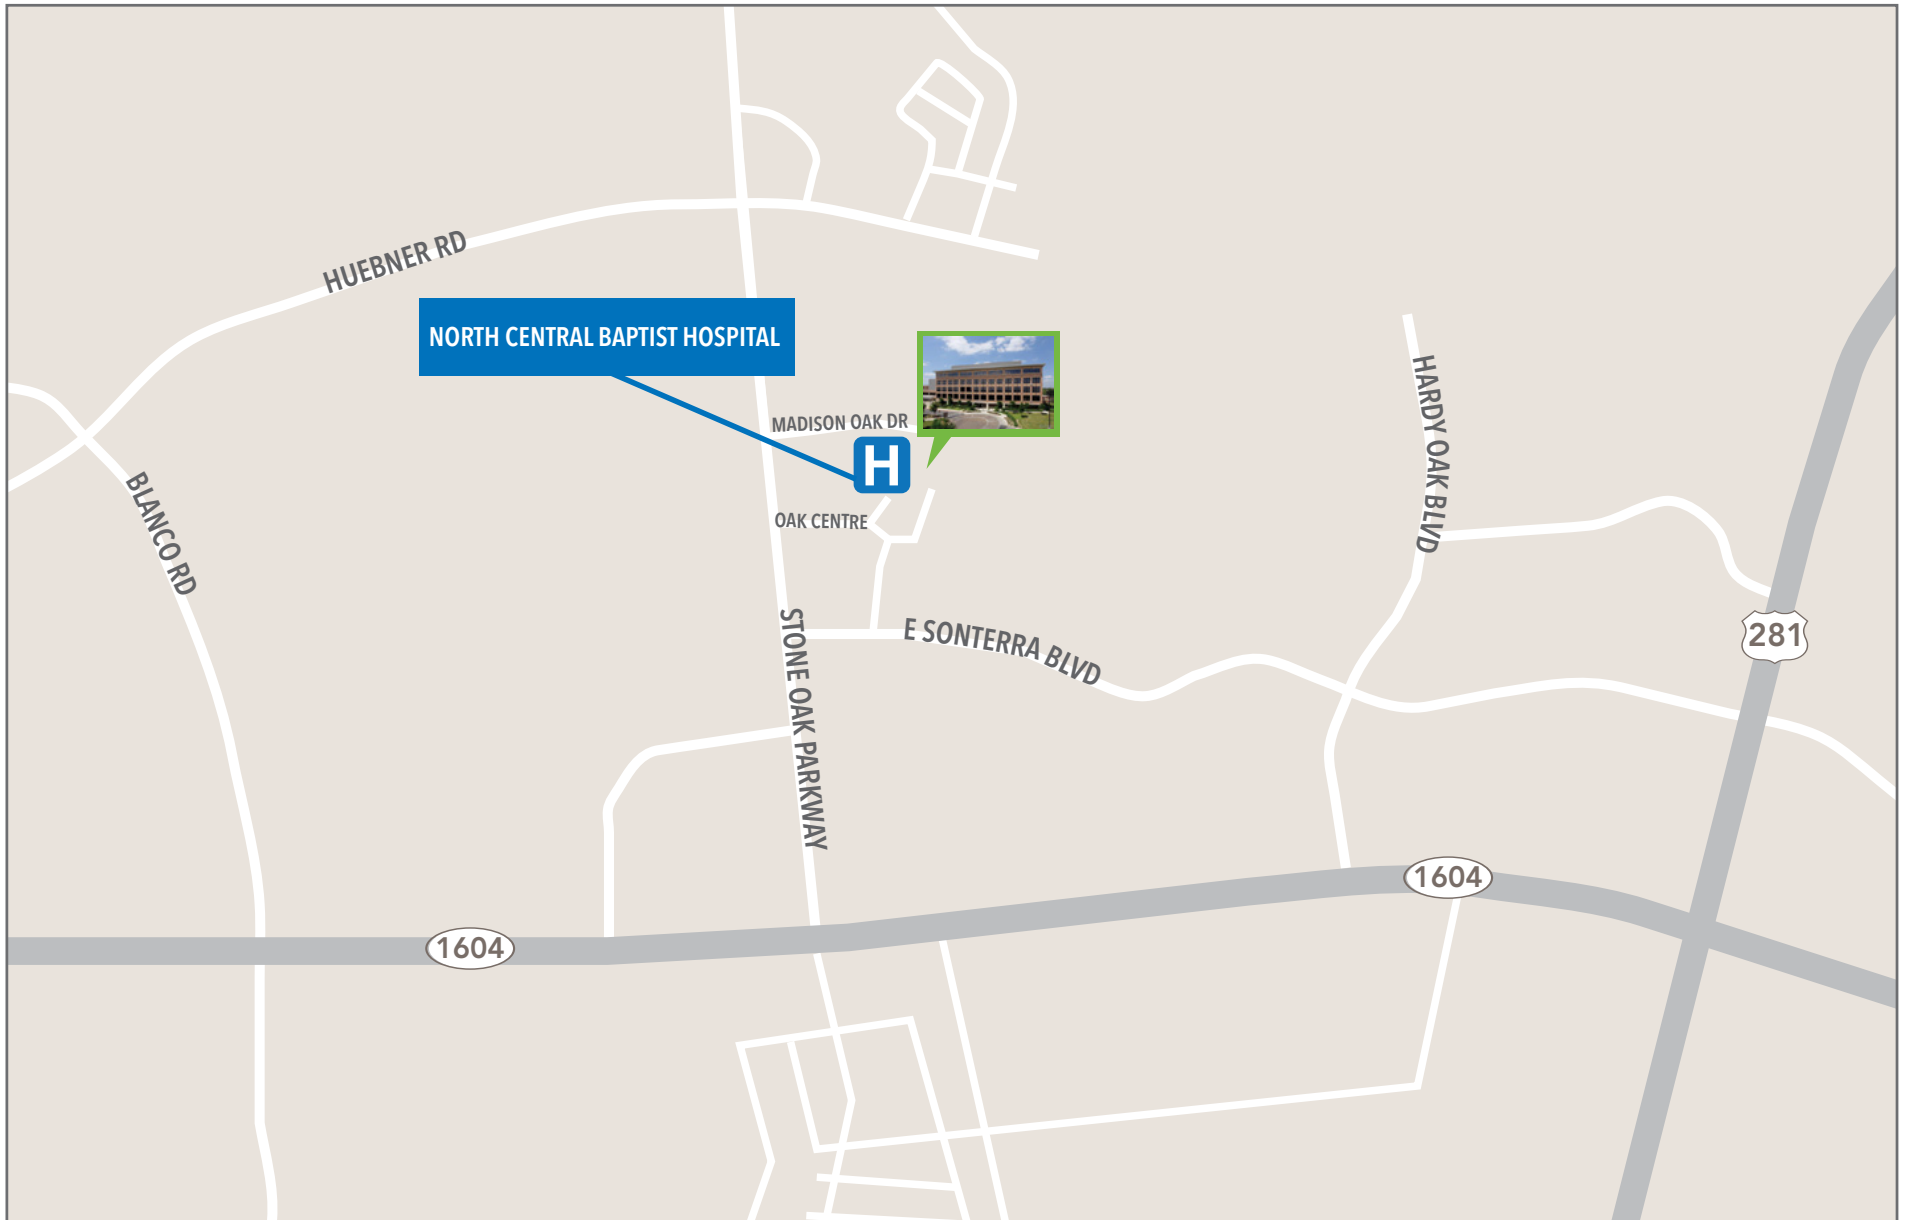 HUEBNER RD
NORTH CENTRAL BAPTIST HOSPITAL
MADISON OAK DR
H
HARDY OAK BLVD
BLANCO RD
OAK CENTRE
STONE OAK PARKWAY
E SONTERRA BLVD
281
1604
1604